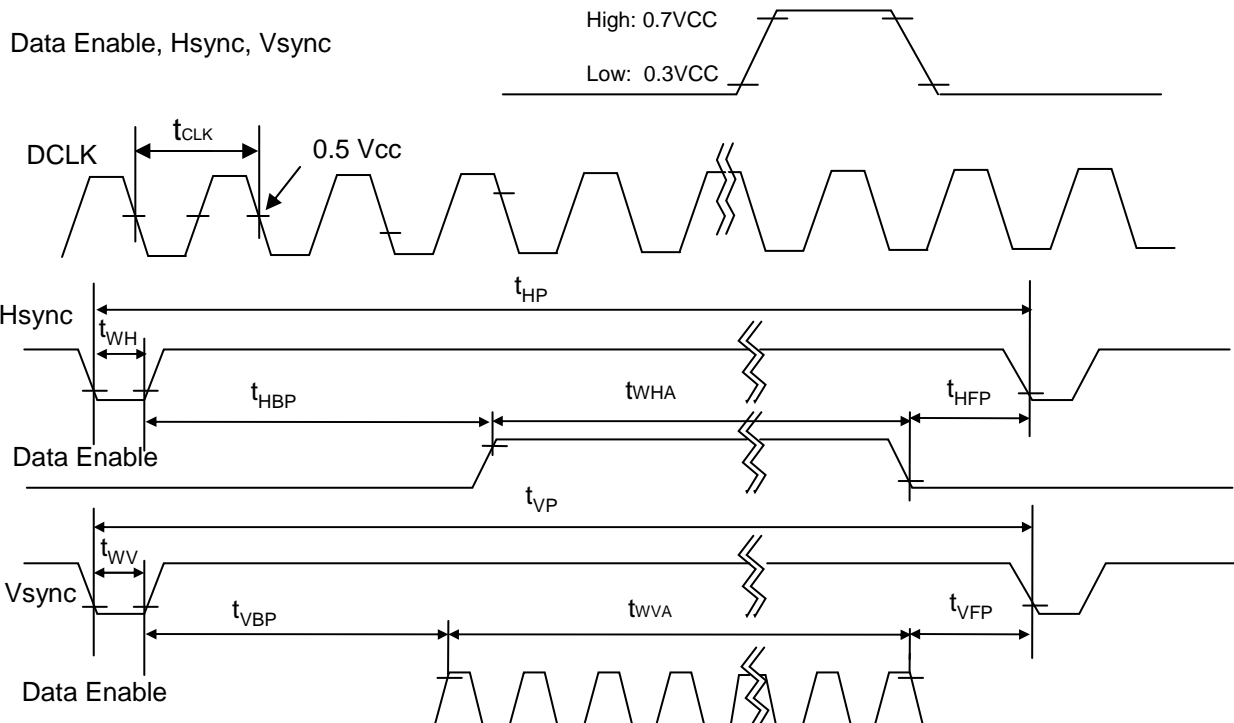 High: 0.7VCC
Data Enable, Hsync, Vsync
Low: 0.3VCC
tCLK
DCLK
0.5 Vcc
tHP
Hsync
tWH
tHBP
tWHA
tHFP
Data Enable
tVP
tWV
Vsync
tVBP
tWVA
tVFP
Data Enable